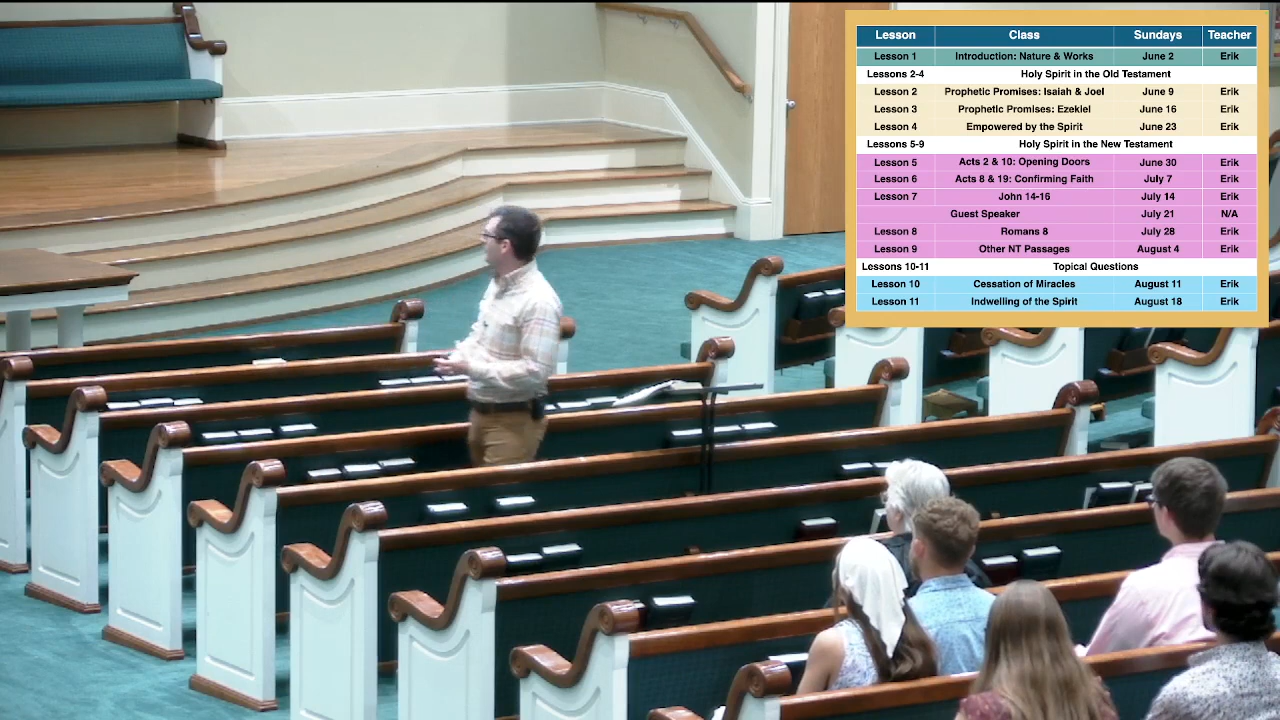 Lesson Class Sundays Teacher
Lesson 1 Introduction: Nature & Works June 2 Erik
Lessons 2-4 Holy Spirit in the Old Testament
Lesson 2 Prophetic Promises: Isaiah & Joel June 9 Erik
Lesson 3 Prophetic Promises: Ezekiel June 16 Erik
Lesson 4 Empowered by the Spirit June 23 Erik
Lessons 5-9 Holy Spirit in the New Testament
Lesson 5 Acts 2 & 10: Opening Doors June 30 Erik
Lesson 6 Acts 8 & 19: Confirming Faith July 7 Erik
Lesson 7 John 14-16 July 14 Erik
Guest Speaker July 21 N/A
Lesson 8 Romans 8 July 28 Erik
Lesson 9 Other NT Passages August 4 Erik
Lessons 10-11 Topical Questions
Lesson 10 Cessation of Miracles August 11 Erik
Lesson 11 Indwelling of the Spirit August 18 Erik